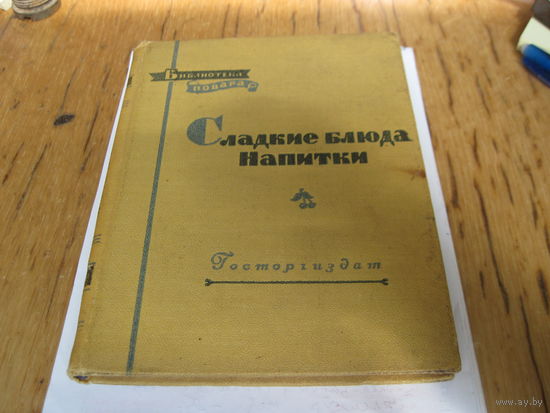 Библиотека
повара
Сладкие блюда
Напитки
Госторгиздат
www.ay.by